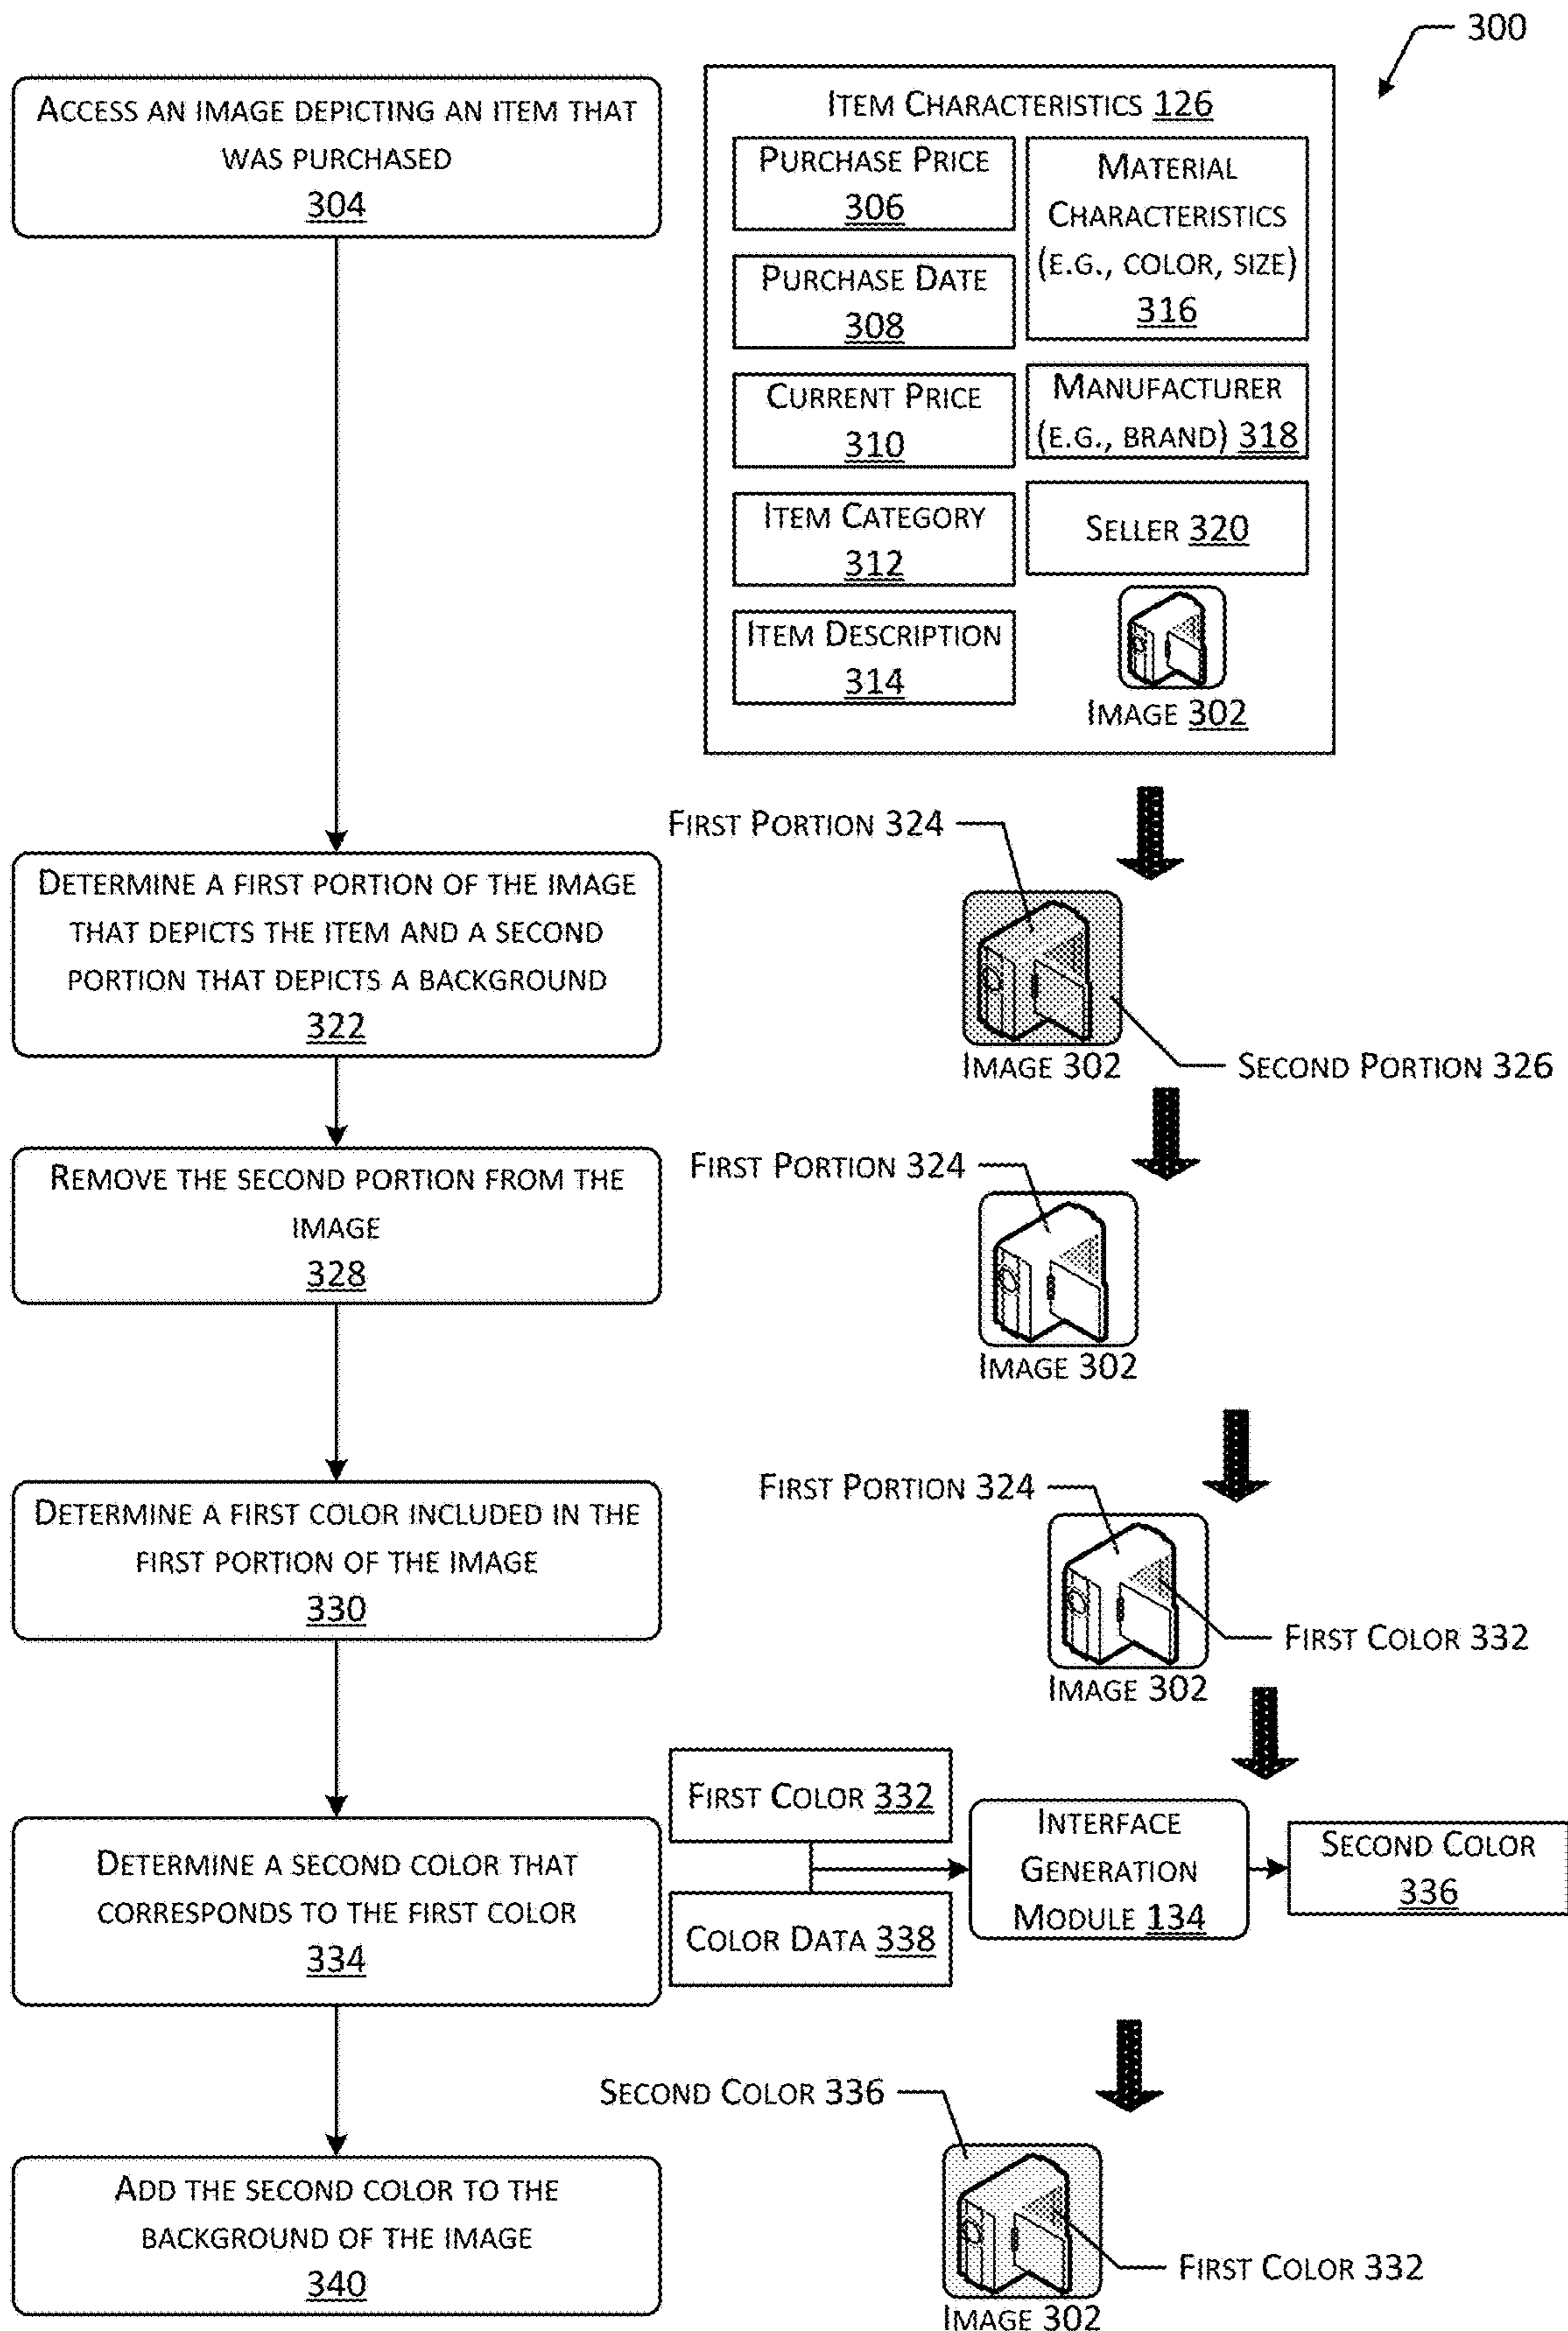 300
ACCESS AN IMAGE DEPICTING AN ITEM THAT
WAS PURCHASED
304
ITEM CHARACTERISTICS 126
PURCHASE PRICE
306
PURCHASE DATE
308
CURRENT PRICE
310
ITEM CATEGORY
312
ITEM DESCRIPTION
314
MATERIAL
CHARACTERISTICS
(E.G., COLOR, SIZE)
316
MANUFACTURER
(E.G., BRAND) 318
SELLER 320
IMAGE 302
DETERMINE A FIRST PORTION OF THE IMAGE
THAT DEPICTS THE ITEM AND A SECOND
PORTION THAT DEPICTS A BACKGROUND
322
FIRST PORTION 324
IMAGE 302
SECOND PORTION 326
REMOVE THE SECOND PORTION FROM THE
IMAGE
328
FIRST PORTION 324
IMAGE 302
DETERMINE A FIRST COLOR INCLUDED IN THE
FIRST PORTION OF THE IMAGE
330
FIRST PORTION 324
FIRST COLOR 332
IMAGE 302
DETERMINE A SECOND COLOR THAT
CORRESPONDS TO THE FIRST COLOR
334
FIRST COLOR 332
COLOR DATA 338
INTERFACE
GENERATION
MODULE 134
SECOND COLOR
336
ADD THE SECOND COLOR TO THE
BACKGROUND OF THE IMAGE
340
SECOND COLOR 336
FIRST COLOR 332
IMAGE 302